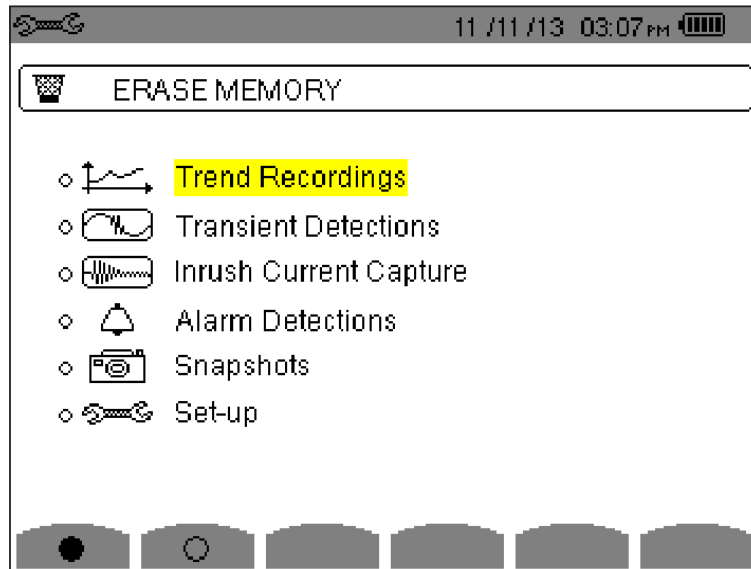 11 /11 /13 03:07 PM
ERASE MEMORY
Trend Recordings
Transient Detections
Inrush Current Capture
Alarm Detections
Snapshots
Set-up